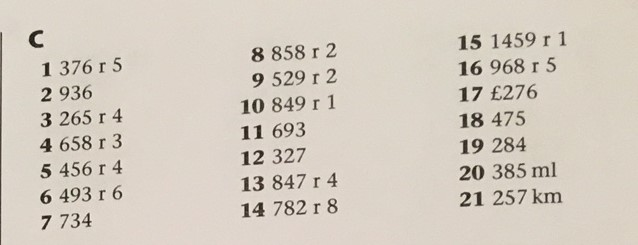 C
1 376 r 5
2 936
3 265 r 4
4 658 r 3
5 456 r 4
6 493 r 6
7 734
8 858 r 2
9 529 r 2
10 849 r 1
11 693
12 327
13 847 r 4
14 782 r 8
15 1459 r 1
16 968 r 5
17 £276
18 475
19 284
20 385 ml
21 257 km